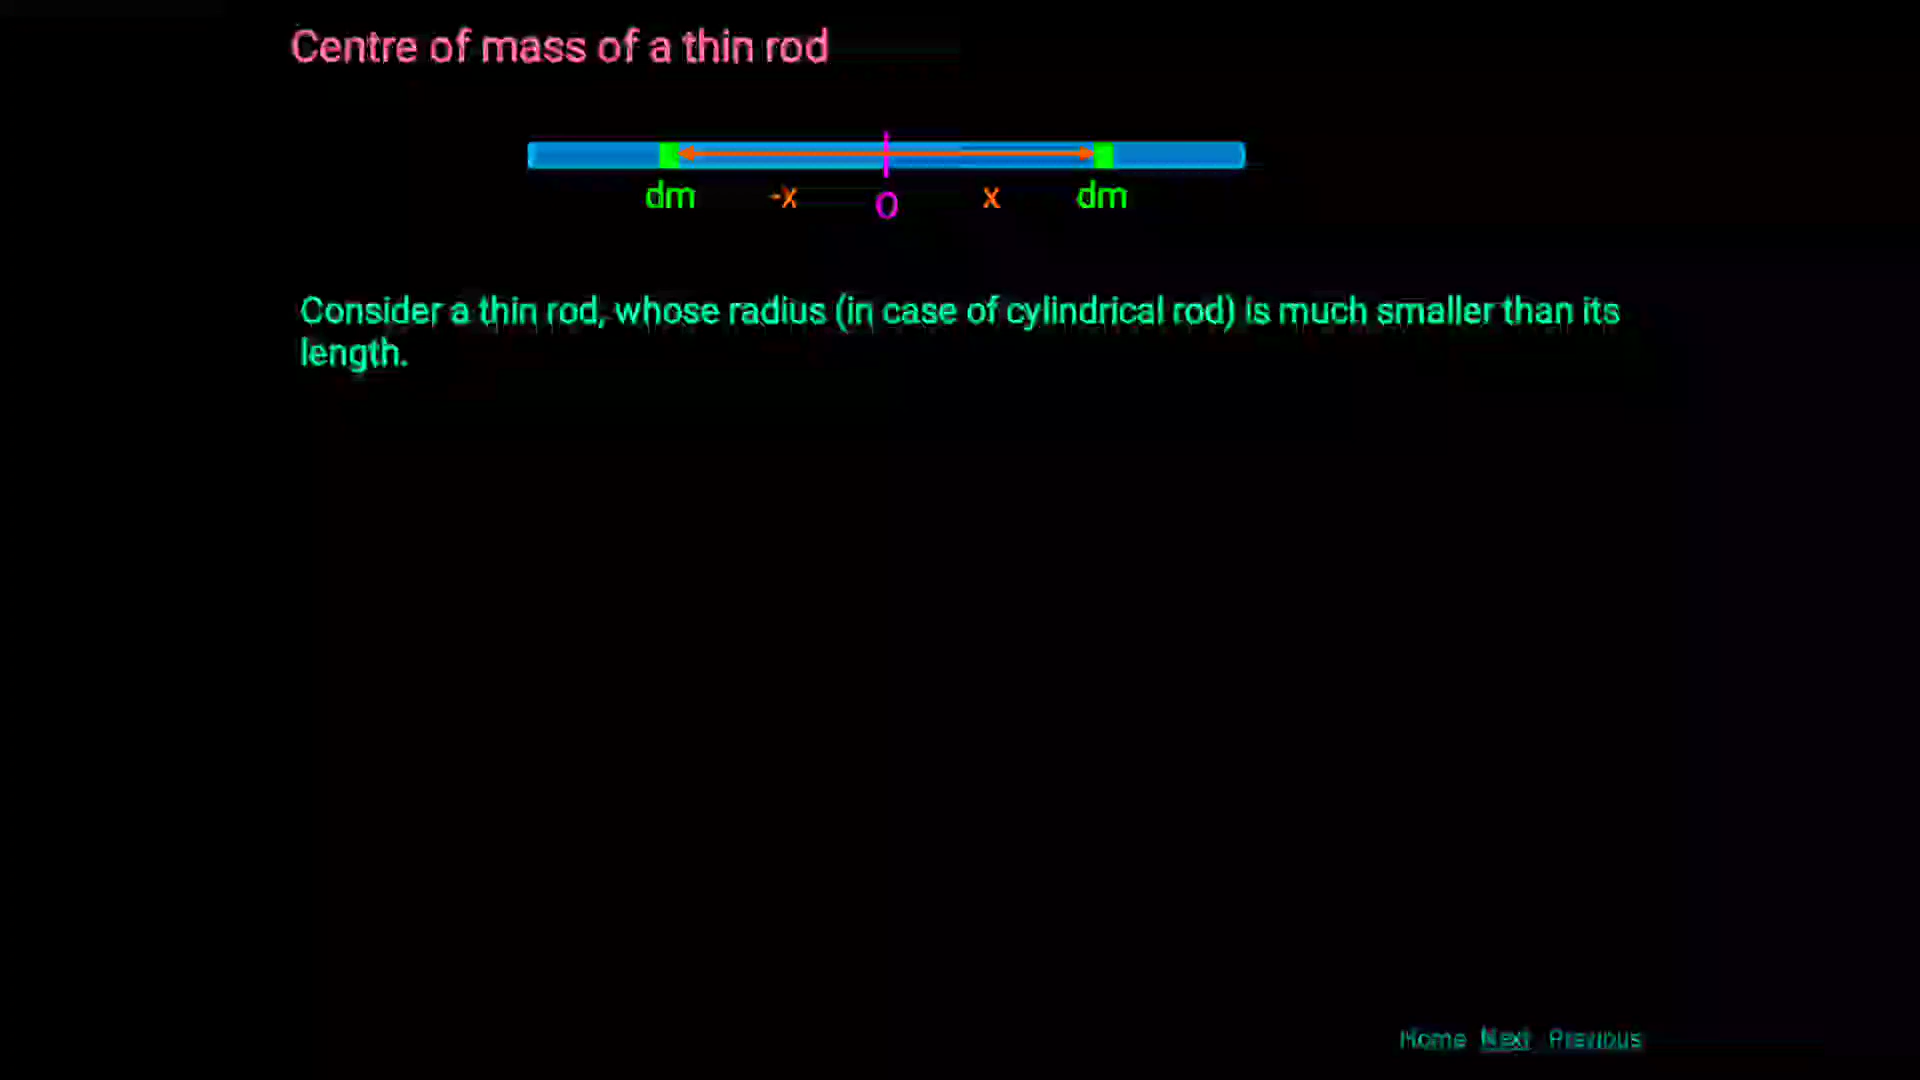 Centre of mass of a thin rod
dm -x O x dm
Consider a thin rod, whose radius (in case of cylindrical rod) is much smaller than its
length.
Home Next Previous